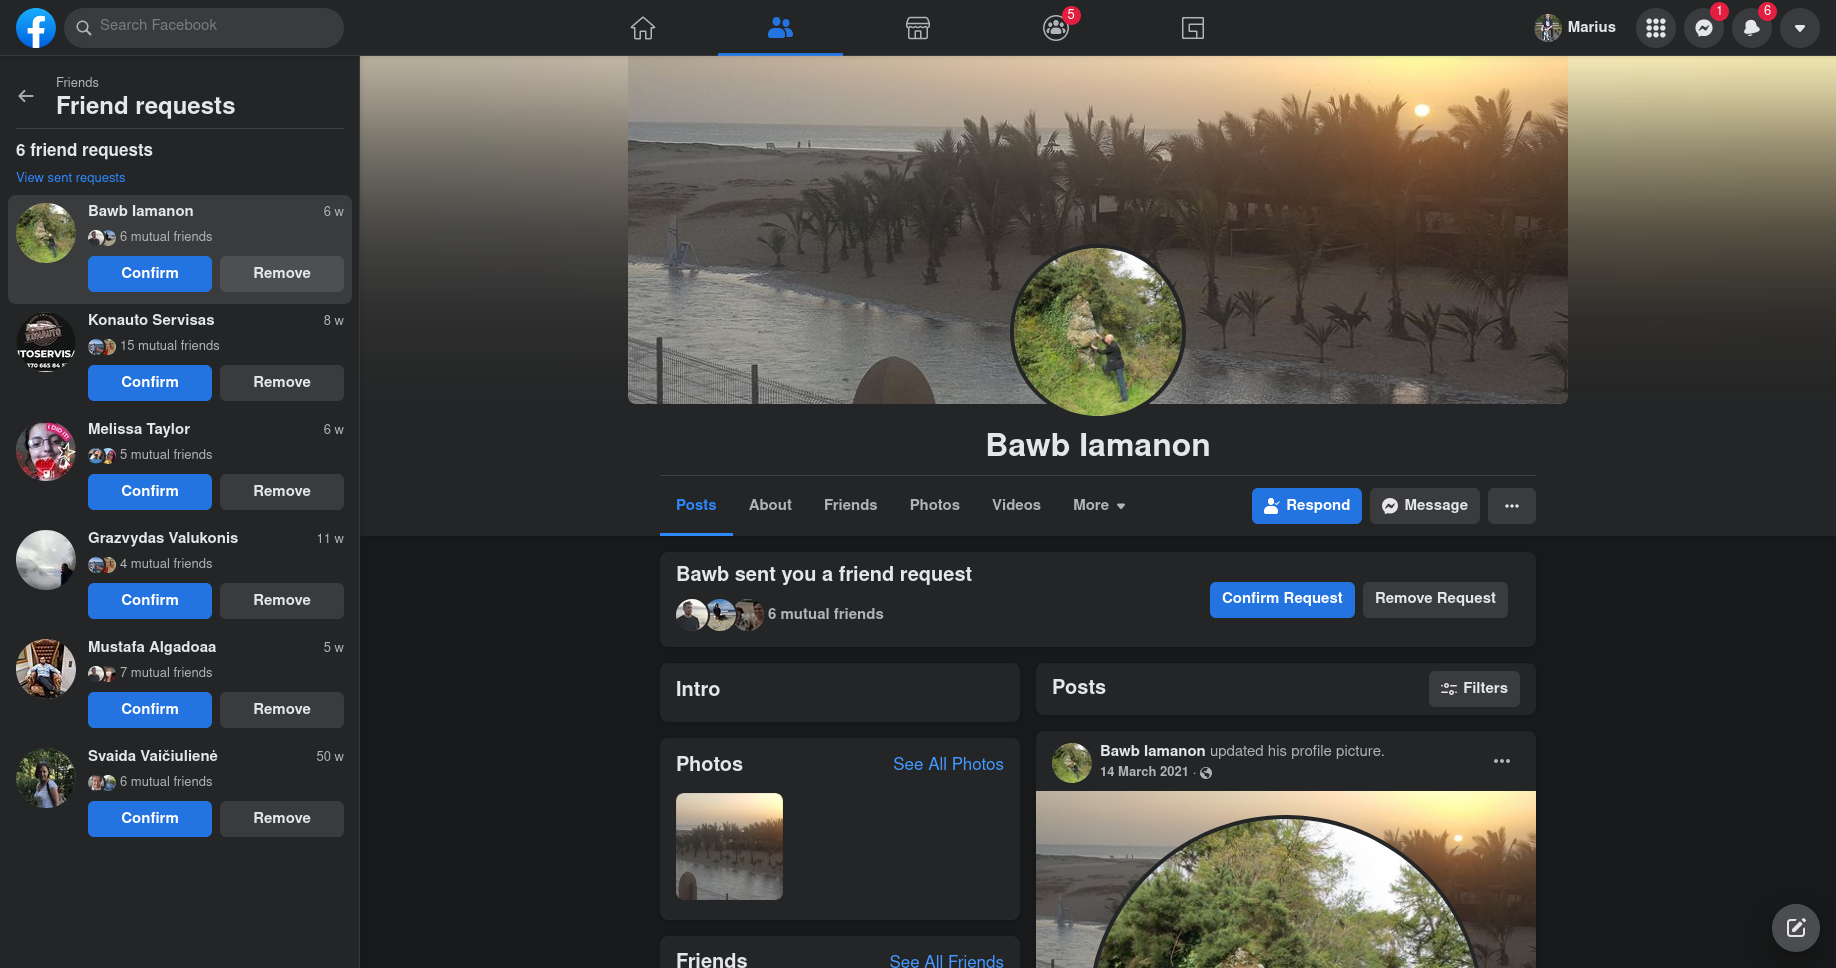 Search Facebook
5
Marius
1
6
Friends
Friend requests
6 friend requests
View sent requests
Bawb lamanon
6 w
6 mutual friends
Confirm
Remove
Konauto Servisas
8 w
15 mutual friends
Confirm
Remove
KONAUTO
Melissa Taylor
6 w
5 mutual friends
Confirm
Remove
I DID IT!
Grazvydas Valukonis
11 w
4 mutual friends
Confirm
Remove
Mustafa Algadoaa
5 w
7 mutual friends
Confirm
Remove
Svaida Vaičiulienė
50 w
6 mutual friends
Confirm
Remove
Bawb lamanon
Posts
About
Friends
Photos
Videos
More
Respond
Message
Bawb sent you a friend request
6 mutual friends
Confirm Request
Remove Request
Intro
Photos
See All Photos
Friends
See All Friends
Posts
Filters
Bawb lamanon updated his profile picture.
14 March 2021 ·